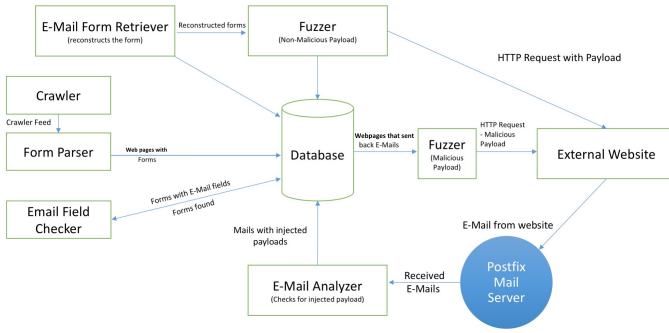 E-Mail Form Retriever
(reconstructs the form)
Reconstructed forms
Fuzzer
(Non-Malicious Payload)
HTTP Request with Payload
Crawler
Crawler Feed
Form Parser
Web pages with
Forms
Database
Webpages that sent
back E-Mails
Fuzzer
(Malicious
Payload)
HTTP Request
- Malicious
Payload
External Website
Email Field
Checker
Forms with E-Mail fields
Forms found
Mails with injected
payloads
E-Mail from website
E-Mail Analyzer
(Checks for injected payload)
Received
E-Mails
Postfix
Mail
Server